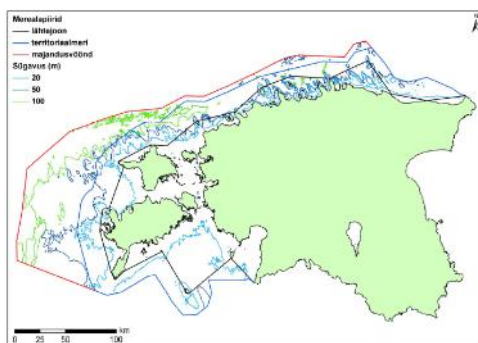 Merealapiirid
lähtejoon
territoriaalmeri
majandusvöönd
Sügavus (m)
20
50
100
N
0 25 50 100
km